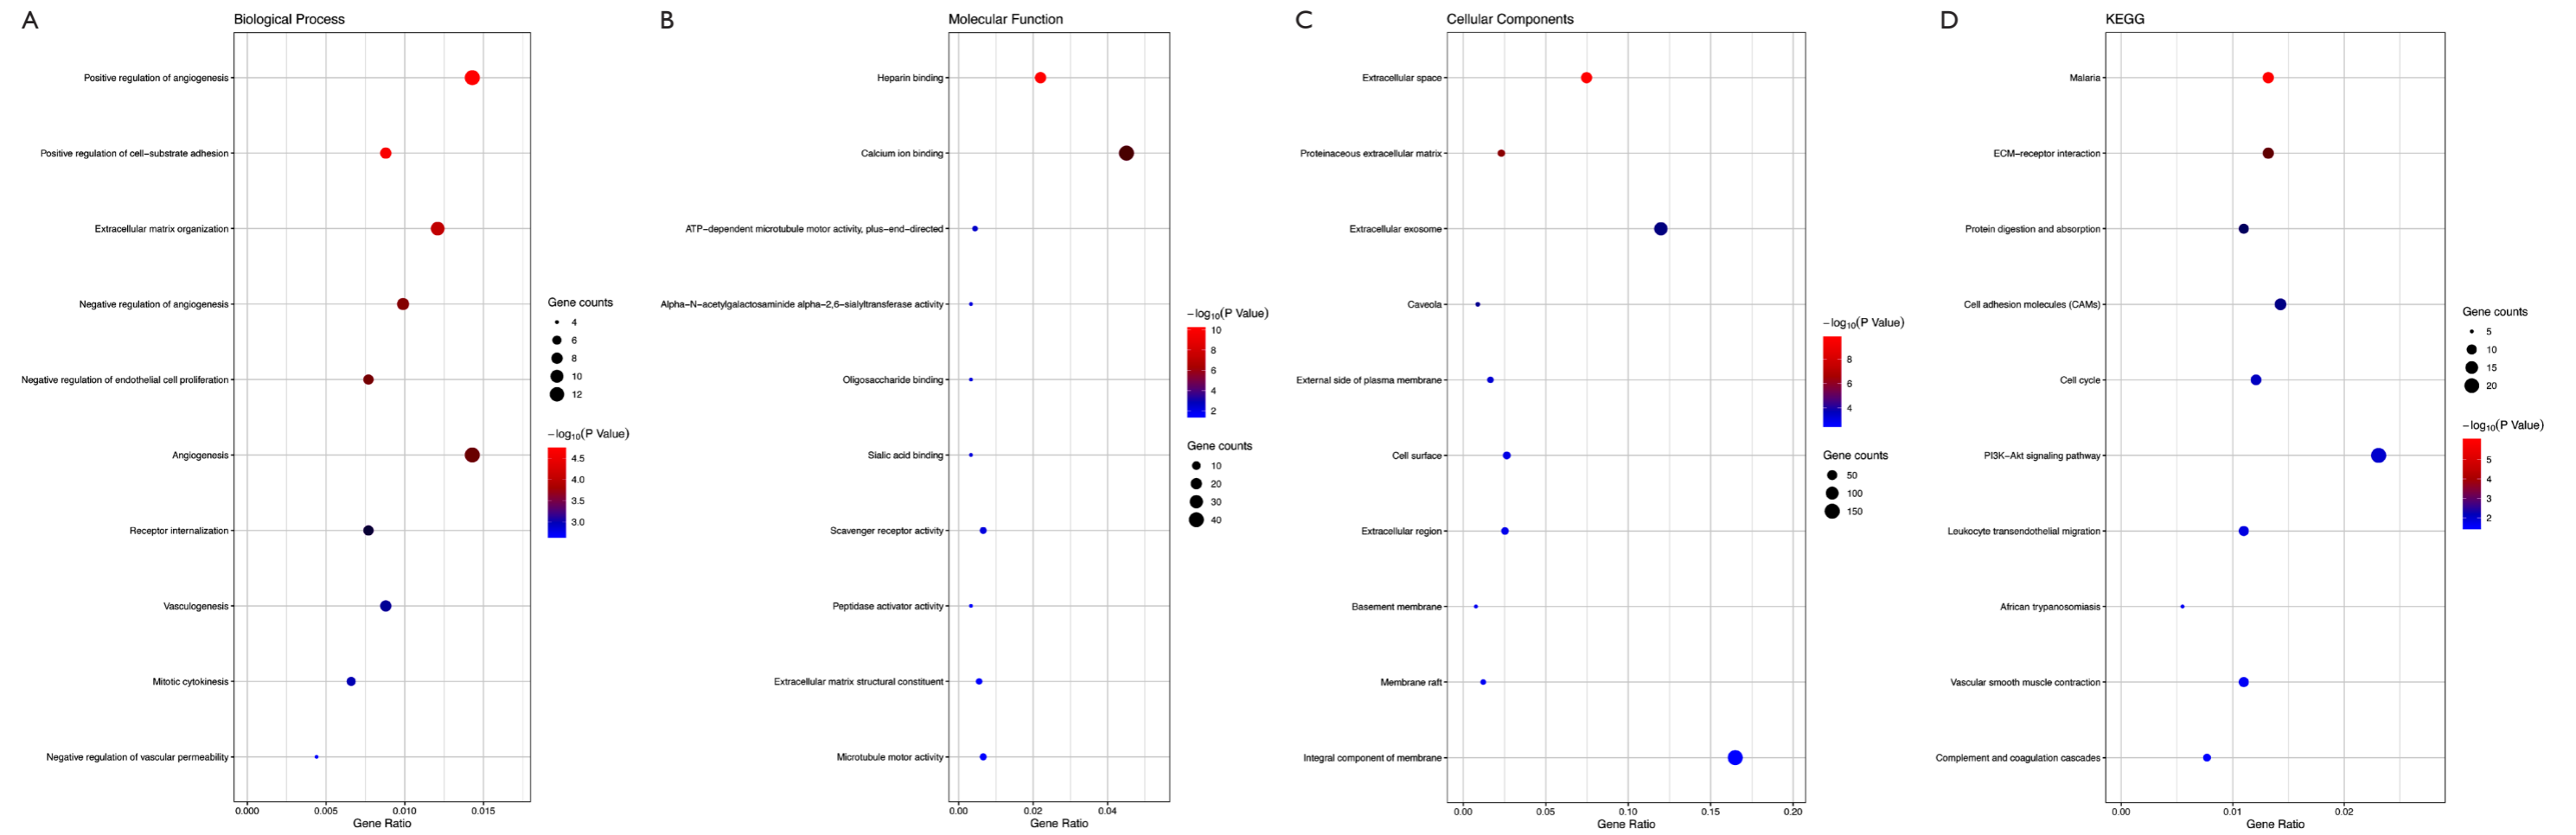 A
Biological Process
Positive regulation of angiogenesis
Positive regulation of cell−substrate adhesion
Extracellular matrix organization
Negative regulation of angiogenesis
Negative regulation of endothelial cell proliferation
Angiogenesis
Receptor internalization
Vasculogenesis
Mitotic cytokinesis
Negative regulation of vascular permeability
0.000 0.005 0.010 0.015
Gene Ratio
Gene counts
4
6
8
10
12
−log10(P Value)
4.5
4.0
3.5
3.0
B
Molecular Function
Heparin binding
Calcium ion binding
ATP−dependent microtubule motor activity, plus−end−directed
Alpha−N−acetylgalactosaminide alpha−2,6−sialyltransferase activity
Oligosaccharide binding
Sialic acid binding
Scavenger receptor activity
Peptidase activator activity
Extracellular matrix structural constituent
Microtubule motor activity
0.00 0.02 0.04
Gene Ratio
−log10(P Value)
10
8
6
4
2
Gene counts
10
20
30
40
C
Cellular Components
Extracellular space
Proteinaceous extracellular matrix
Extracellular exosome
Caveola
External side of plasma membrane
Cell surface
Extracellular region
Basement membrane
Membrane raft
Integral component of membrane
0.00 0.05 0.10 0.15 0.20
Gene Ratio
−log10(P Value)
8
6
4
Gene counts
50
100
150
D
KEGG
Malaria
ECM−receptor interaction
Protein digestion and absorption
Cell adhesion molecules (CAMs)
Cell cycle
PI3K−Akt signaling pathway
Leukocyte transendothelial migration
African trypanosomiasis
Vascular smooth muscle contraction
Complement and coagulation cascades
0.00 0.01 0.02
Gene Ratio
Gene counts
5
10
15
20
−log10(P Value)
5
4
3
2